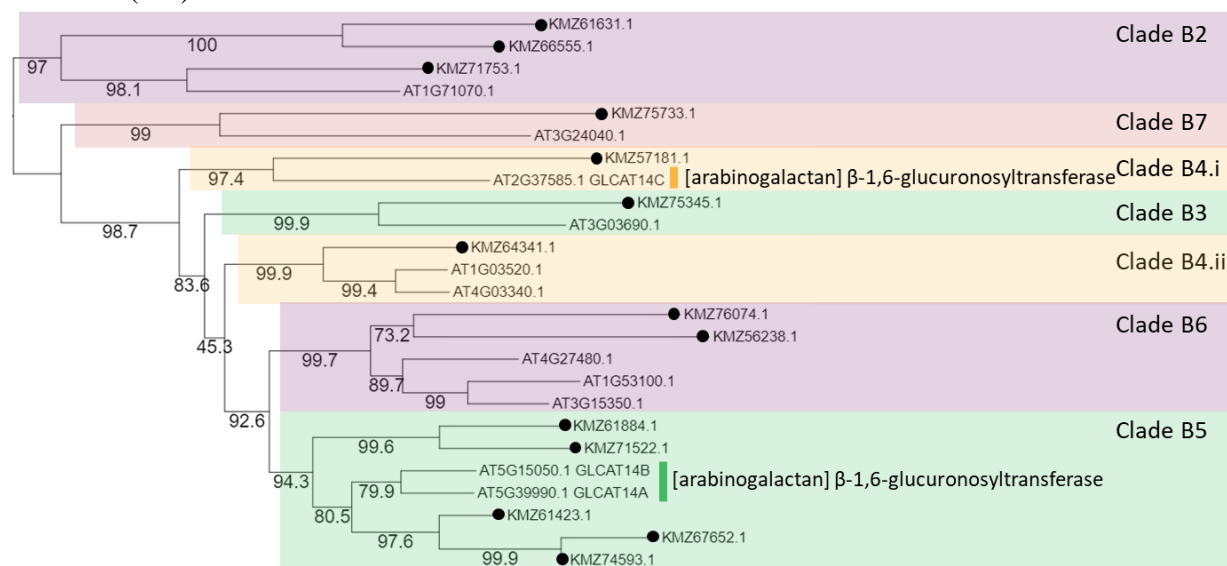 KMZ61631.1
100
Clade B2
KMZ66555.1
97
KMZ71753.1
98.1
AT1G71070.1
KMZ75733.1
Clade B7
99
AT3G24040.1
KMZ57181.1
97.4
AT2G37585.1 GLCAT14C
[arabinogalactan] β-1,6-glucuronosyltransferase
Clade B4.i
KMZ75345.1
Clade B3
99.9
AT3G03690.1
98.7
KMZ64341.1
99.9
AT1G03520.1
Clade B4.ii
83.6
99.4
AT4G03340.1
KMZ76074.1
Clade B6
73.2
KMZ56238.1
45.3
99.7
AT4G27480.1
89.7
AT1G53100.1
99
AT3G15350.1
92.6
KMZ61884.1
Clade B5
99.6
KMZ71522.1
AT5G15050.1 GLCAT14B
94.3
[arabinogalactan] β-1,6-glucuronosyltransferase
79.9
AT5G39990.1 GLCAT14A
80.5
KMZ61423.1
97.6
KMZ67652.1
99.9
KMZ74593.1